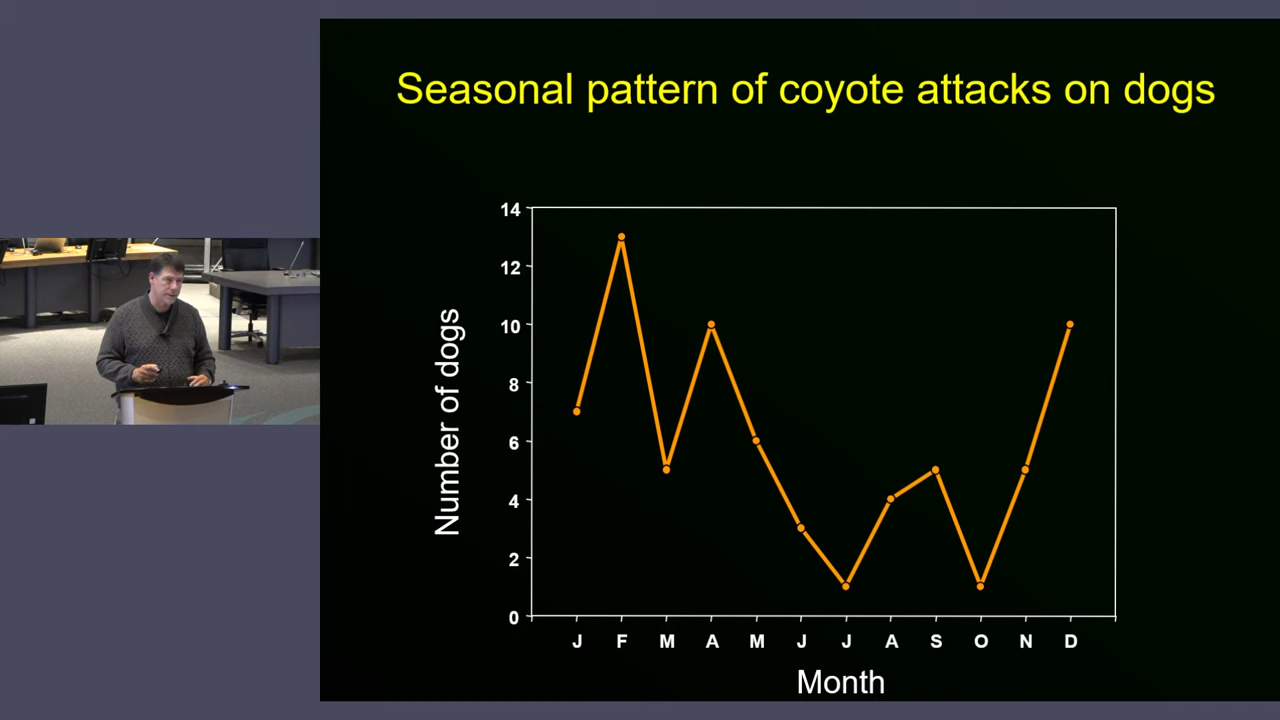 Seasonal pattern of coyote attacks on dogs
Number of dogs
14
12
10
8
6
4
2
0
J F M A M J J A S O N D
Month